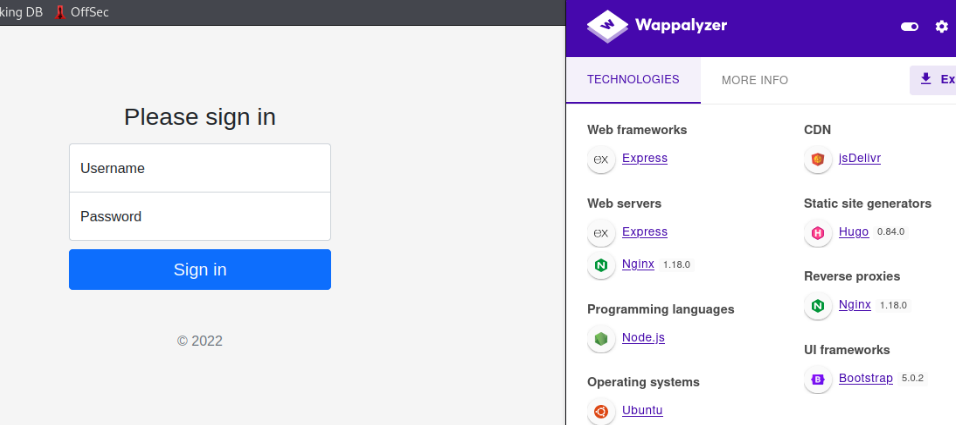 king DB OffSec
Please sign in
Username
Password
Sign in
© 2022
Wappalyzer
TECHNOLOGIES
MORE INFO
Ex
Web frameworks
ex Express
Web servers
ex Express
Nginx 1.18.0
Programming languages
Node.js
Operating systems
Ubuntu
CDN
jsDelivr
Static site generators
Hugo 0.84.0
Reverse proxies
Nginx 1.18.0
UI frameworks
Bootstrap 5.0.2